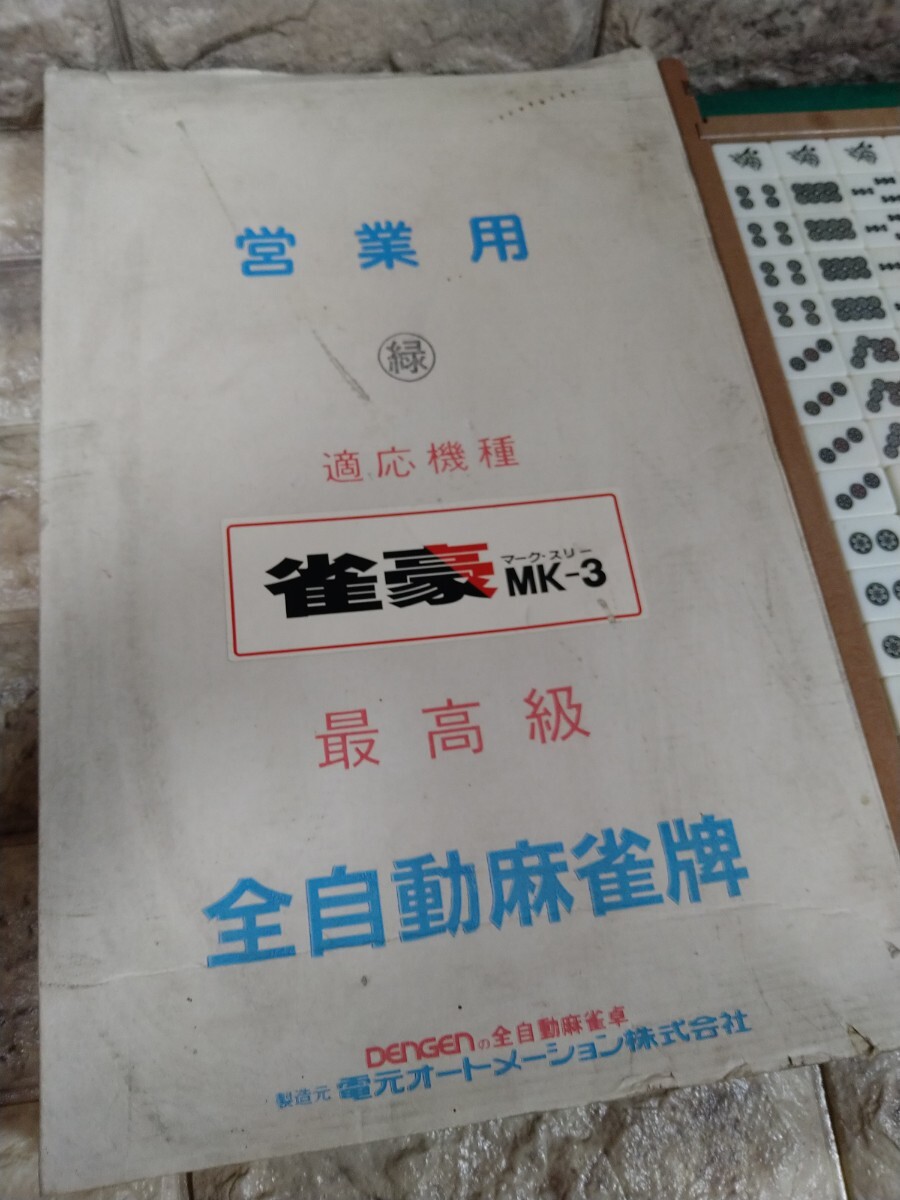 営業用
緑
適応機種
マーク・スリー
雀豪 MK-3
最高級
全自動麻雀牌
DENGENの全自動麻雀卓
製造元 電元オートメーション株式会社